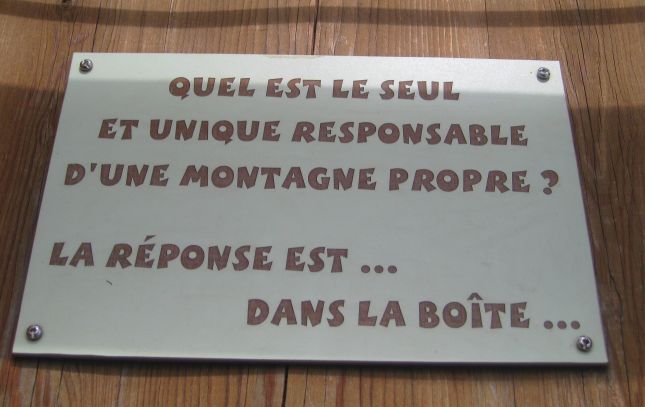 QUEL EST LE SEUL
ET UNIQUE RESPONSABLE
D'UNE MONTAGNE PROPRE ?
LA RÉPONSE EST ...
DANS LA BOÎTE ...